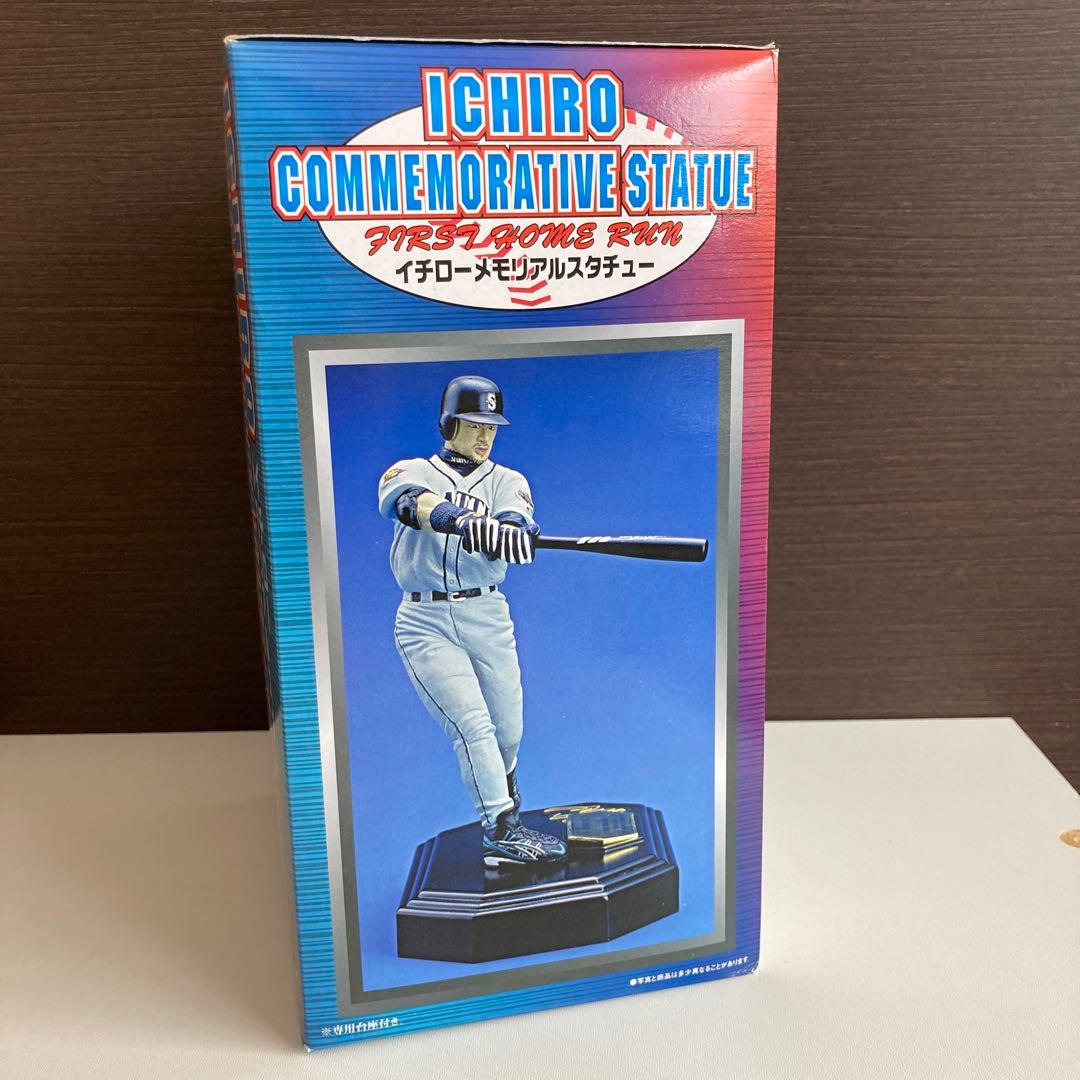 ICHIRO
COMMEMORATIVE STATUE
FIRST HOME RUN
イチローメモリアルスタチュー
S
●写真と商品は多少異なることがあります
※専用台座付き